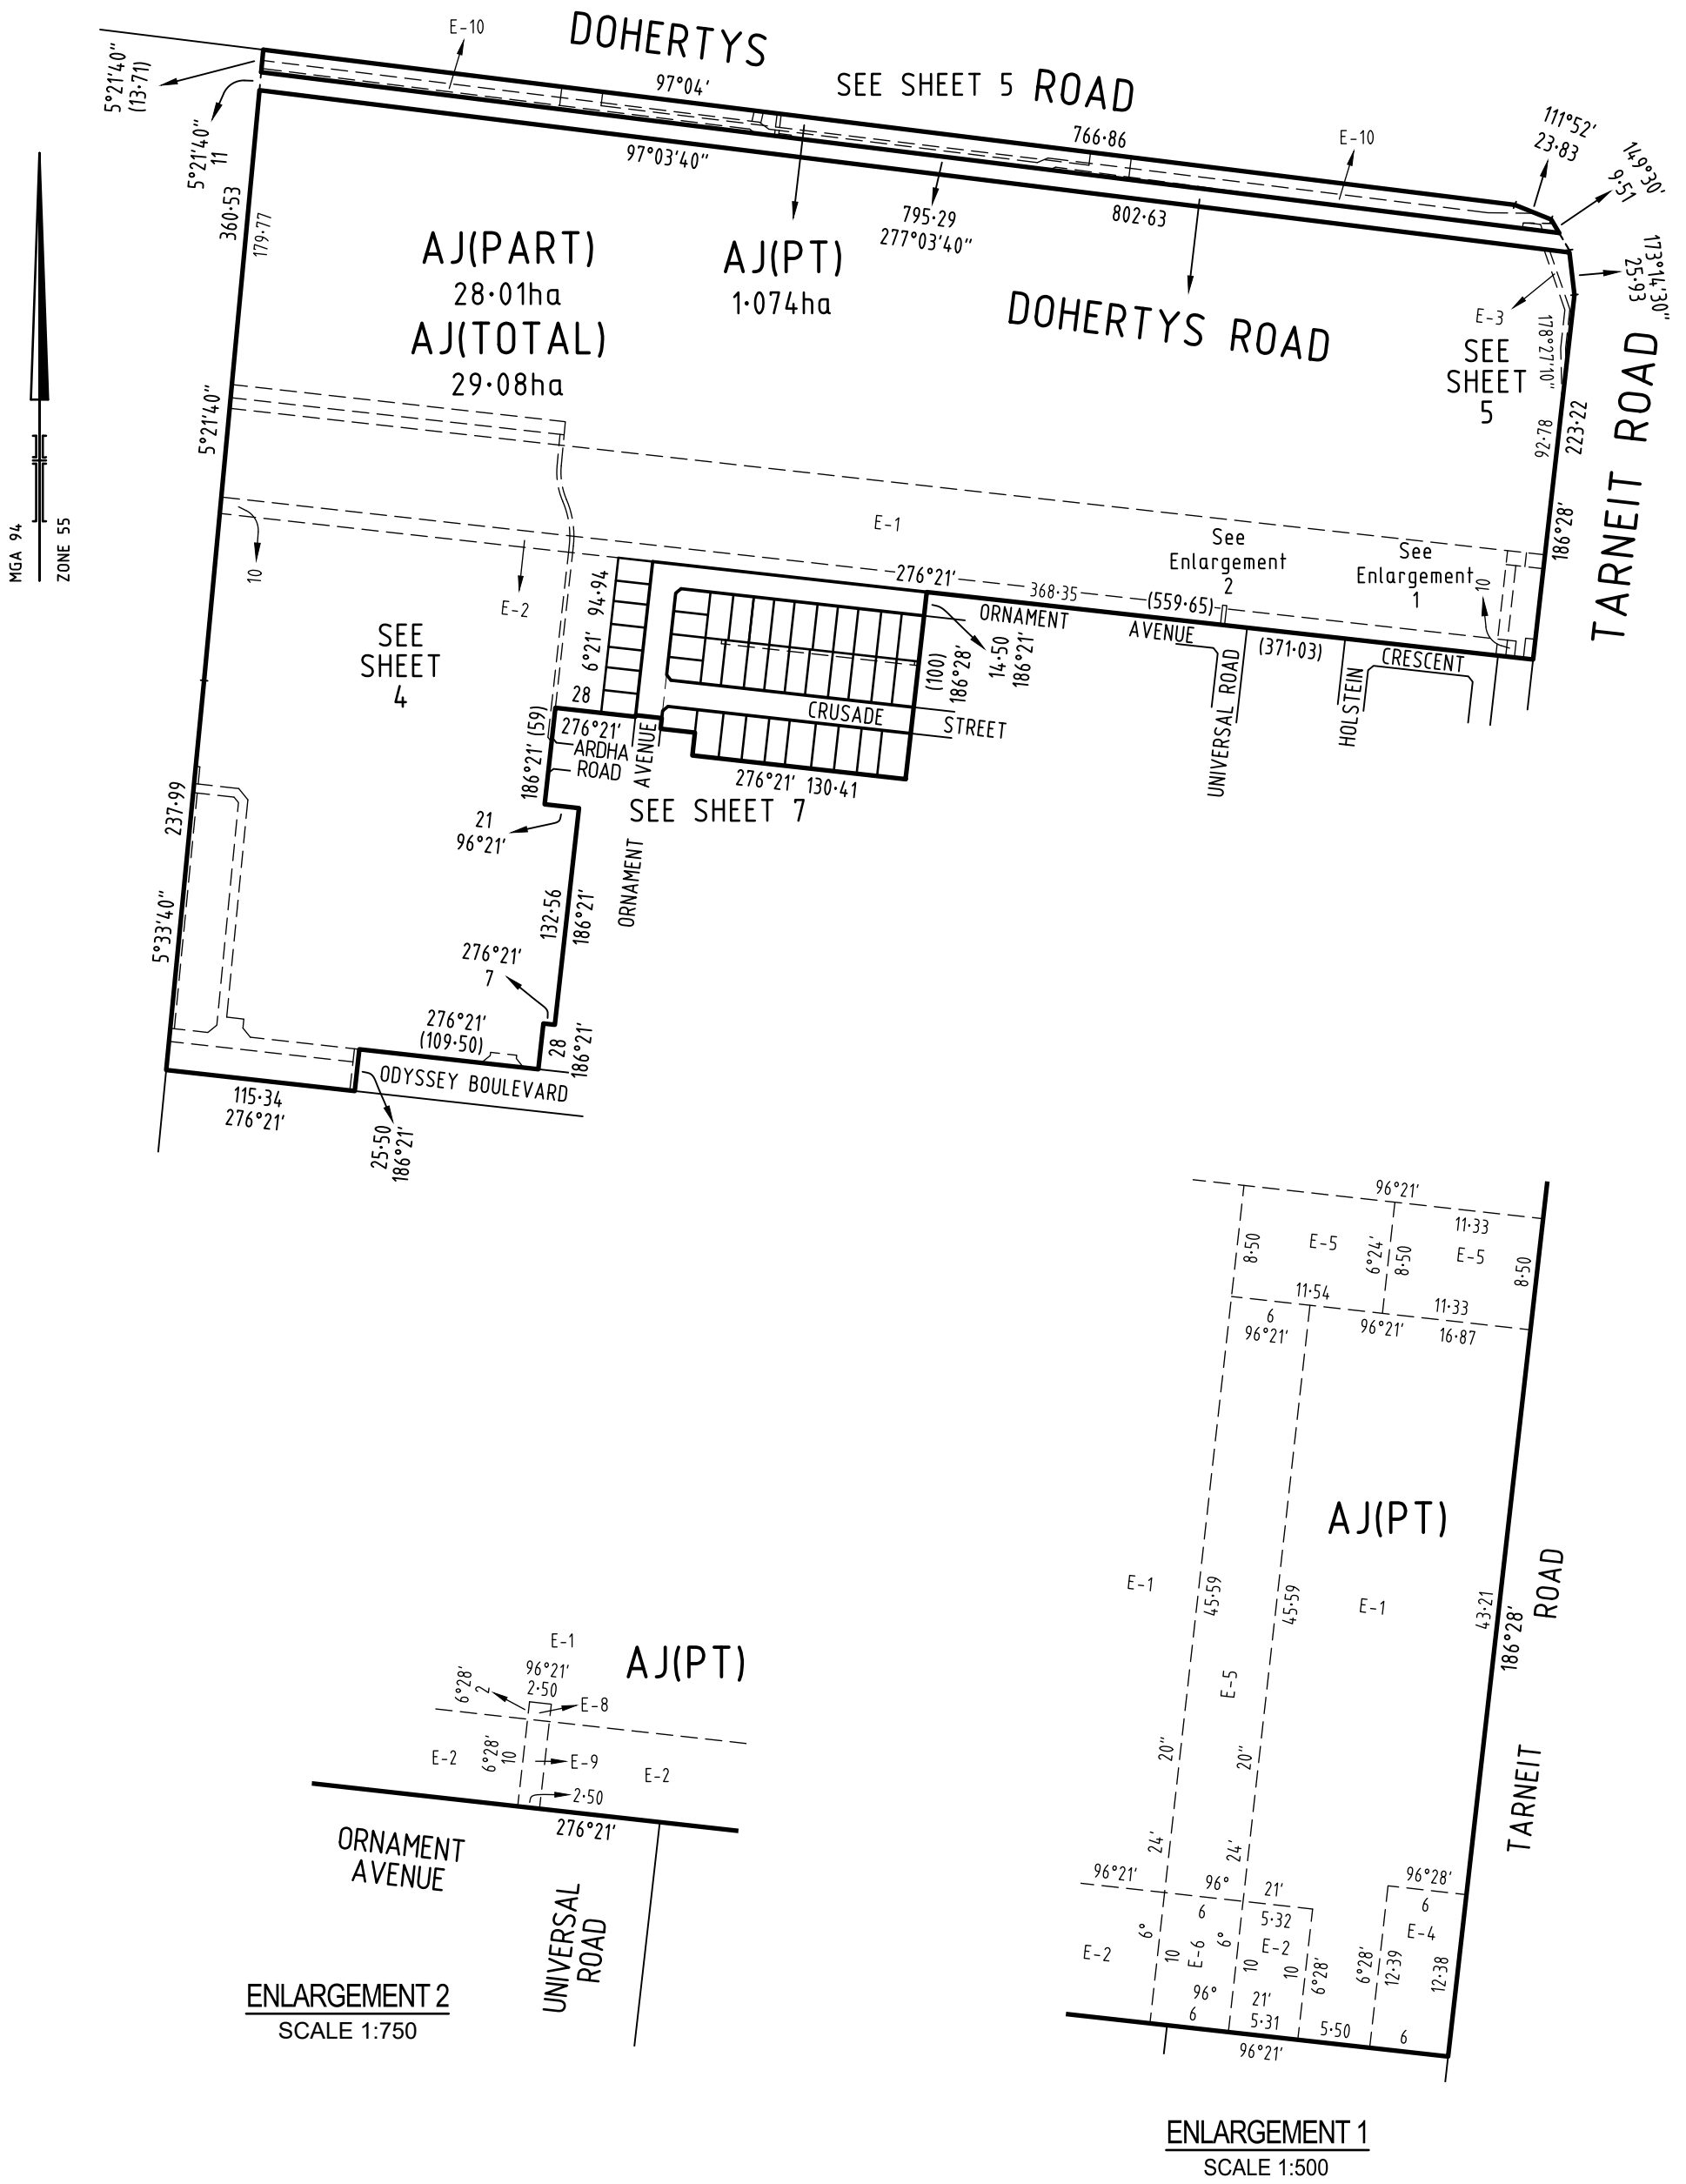 DOHERTYS
SEE SHEET 5 ROAD
E-10
97°04'
766·86
E-10
5°21'40"
(13·71)
5°21'40"
11
97°03'40"
111°52'
23·83
149°30'
9·51
173°14'30"
25·93
360·53
179·77
795·29
277°03'40"
802·63
AJ(PART)
28·01ha
AJ(TOTAL)
29·08ha
AJ(PT)
1·074ha
DOHERTYS ROAD
E-3
178°27'10"
SEE
SHEET
5
TARNEIT ROAD
92·78
223·22
186°28'
5°21'40"
MGA 94
ZONE 55
10
E-1
E-2
See
Enlargement
2
See
Enlargement
1
10
276°21'
368·35
(559·65)
(371·03)
ORNAMENT
AVENUE
CRESCENT
UNIVERSAL ROAD
HOLSTEIN
14·50
186°21'
(100)
186°28'
SEE
SHEET
4
94·94
6°21'
28
276°21'
186°21' (59)
ARDHA
ROAD
AVENUE
CRUSADE
STREET
276°21' 130·41
SEE SHEET 7
ORNAMENT
21
96°21'
237·99
5°33'40"
132·56
186°21'
276°21'
7
276°21'
(109·50)
28
186°21'
ODYSSEY BOULEVARD
115·34
276°21'
25·50
186°21'
96°21'
11·33
8·50
E-5
6°24'
8·50
E-5
8·50
11·54
11·33
6
96°21'
96°21'
16·87
AJ(PT)
E-1
45·59
45·59
E-1
43·21
186°28'
ROAD
TARNEIT
E-5
20"
20"
24'
24'
96°21'
96°
21'
96°28'
6
5·32
6
6°
6°
E-2
10
E-6
10
E-2
10
6°28'
6°28'
12·39
E-4
12·38
96°
21'
6
5·31
5·50
6
96°21'
ENLARGEMENT 1
SCALE 1:500
E-1
AJ(PT)
96°21'
2·50
6°28'
2
E-8
E-2
6°28'
10
E-9
E-2
2·50
276°21'
ORNAMENT
AVENUE
UNIVERSAL
ROAD
ENLARGEMENT 2
SCALE 1:750